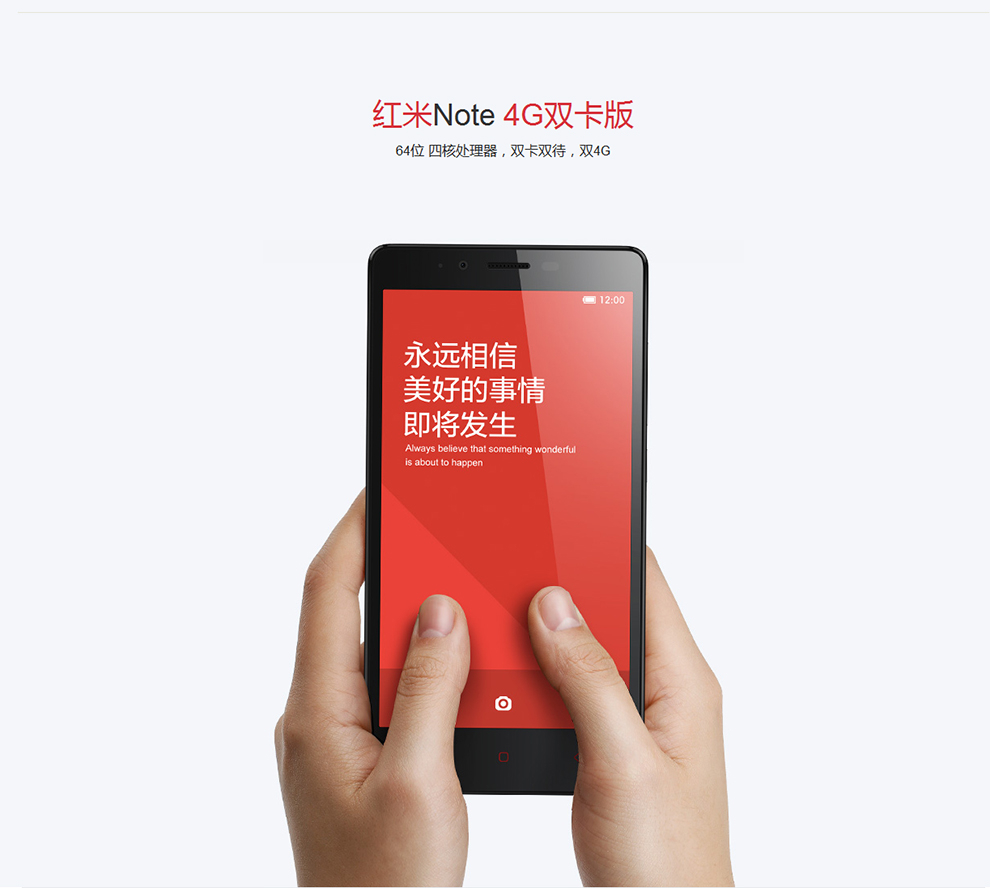 红米Note 4G双卡版
64位 四核处理器，双卡双待，双4G
12:00
永远相信
美好的事情
即将发生
Always believe that something wonderful
is about to happen